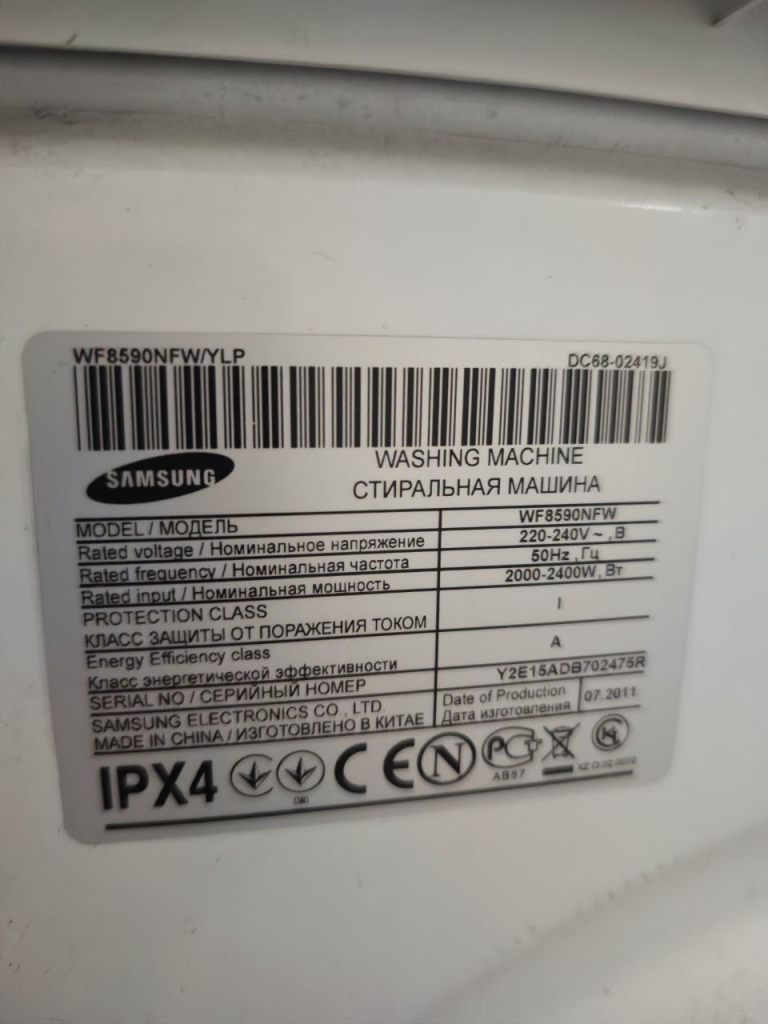 WF8590NFW/YLP DC68-02419J
SAMSUNG
WASHING MACHINE
СТИРАЛЬНАЯ МАШИНА
MODEL / МОДЕЛЬ WF8590NFW
Rated voltage / Номинальное напряжение 220-240V ~ , В
Rated frequency / Номинальная частота 50Hz , Гц
Rated input / Номинальная мощность 2000-2400W, Вт
PROTECTION CLASS
КЛАСС ЗАЩИТЫ ОТ ПОРАЖЕНИЯ ТОКОМ I
Energy Efficiency class
Класс энергетической эффективности A
SERIAL NO / СЕРИЙНЫЙ НОМЕР Y2E15ADB702475R
SAMSUNG ELECTRONICS CO., LTD
MADE IN CHINA / ИЗГОТОВЛЕНО В КИТАЕ
Date of Production
Дата изготовления 07.2011
IPX4 CE N РСТ
АВ57